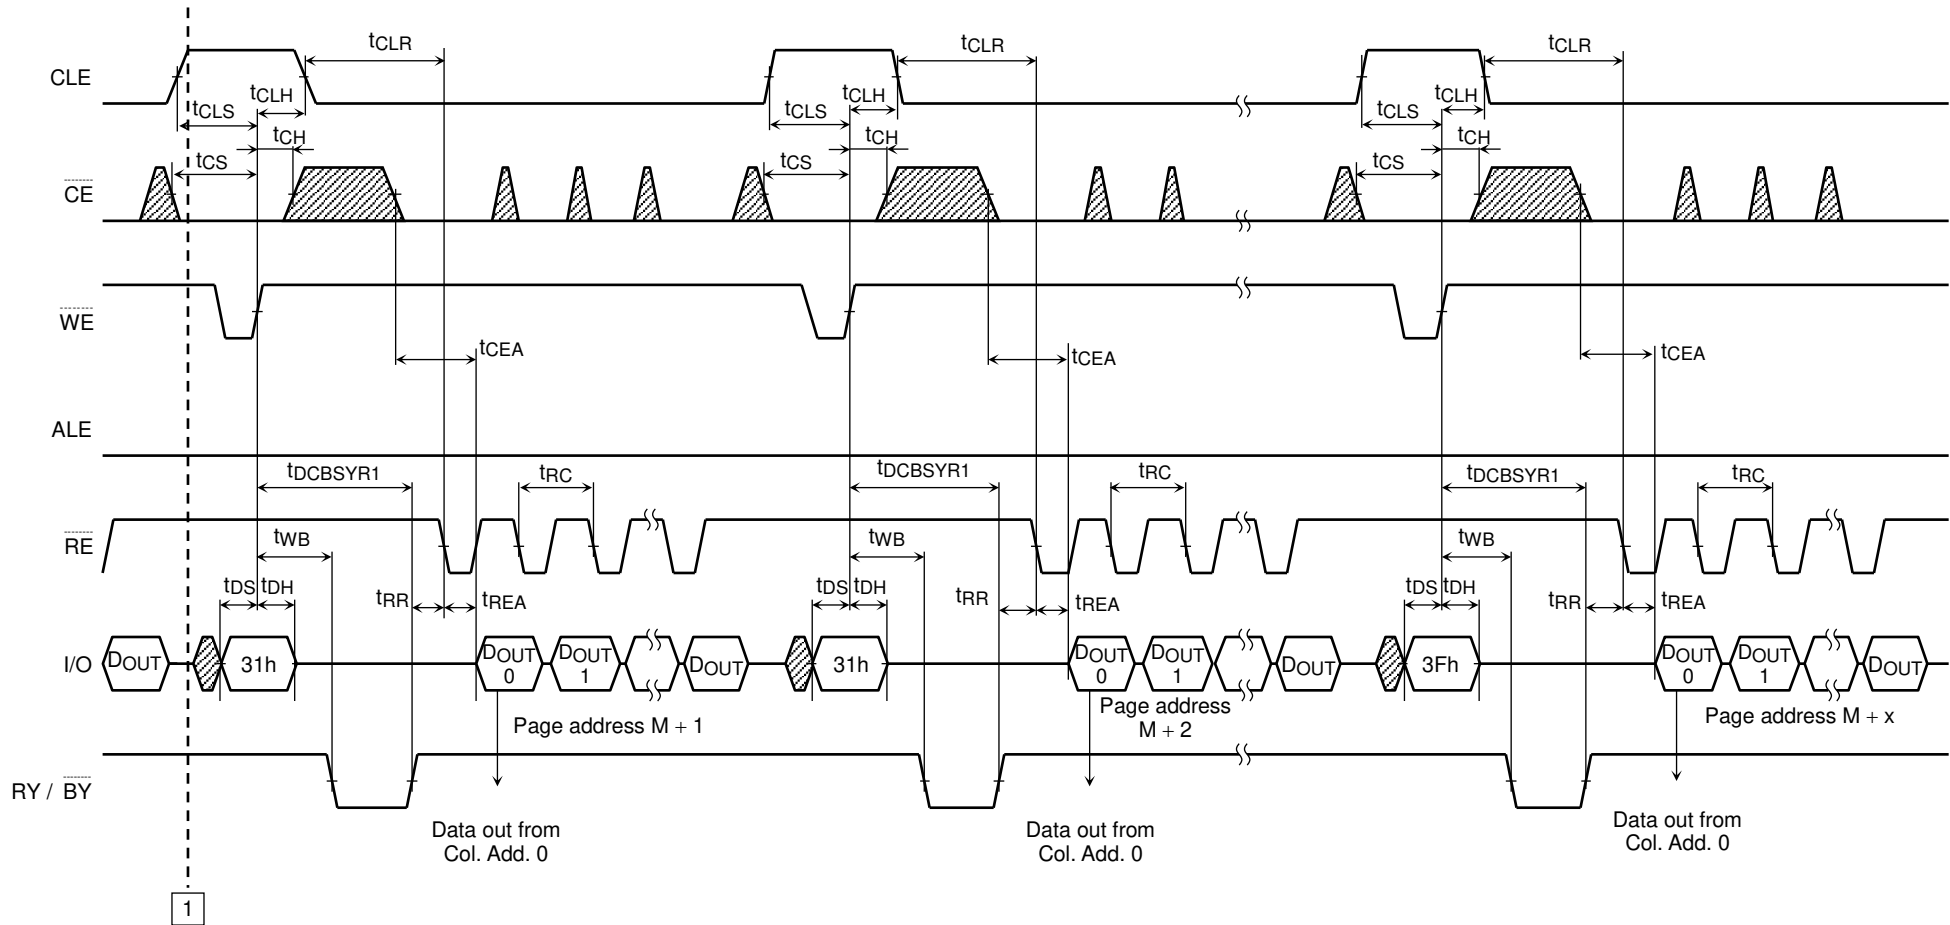 tCLR tCLR tCLR
CLE
tCLS tCLH tCLS tCLH tCLS tCLH
tCH tCH tCH
tCS tCS tCS
CE
WE
tCEA tCEA tCEA
ALE
tDCBSYR1 tRC tDCBSYR1 tRC tDCBSYR1 tRC
RE
tWB tWB tWB
tDS tDH tRR tREA tDS tDH tRR tREA tDS tDH tRR tREA
I/O DOUT 31h DOUT 0 DOUT 1 DOUT 31h DOUT 0 DOUT 1 DOUT 3Fh DOUT 0 DOUT 1 DOUT
Page address M + 1
Page address
M + 2
Page address M + x
RY / BY
Data out from
Col. Add. 0
Data out from
Col. Add. 0
Data out from
Col. Add. 0
1